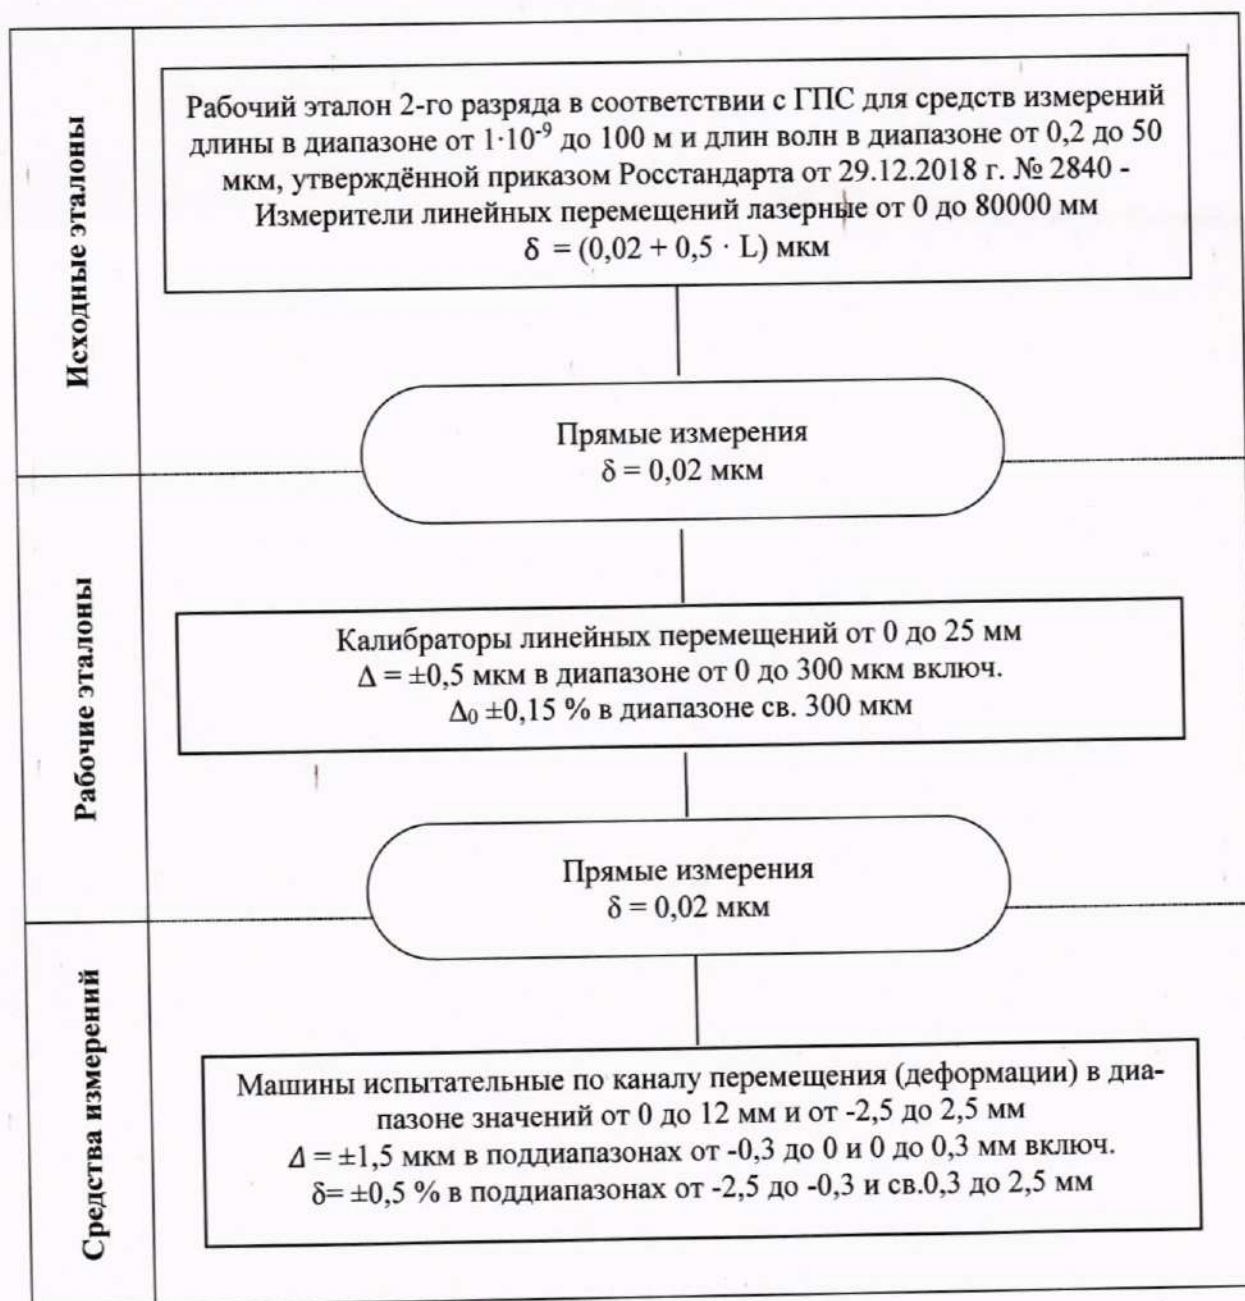 Исходные эталоны
Рабочий эталон 2-го разряда в соответствии с ГПС для средств измерений
длины в диапазоне от 1·10⁻⁹ до 100 м и длин волн в диапазоне от 0,2 до 50
мкм, утверждённой приказом Росстандарта от 29.12.2018 г. № 2840 -
Измерители линейных перемещений лазерные от 0 до 80000 мм
δ = (0,02 + 0,5 · L) мкм
Прямые измерения
δ = 0,02 мкм
Рабочие эталоны
Калибраторы линейных перемещений от 0 до 25 мм
Δ = ±0,5 мкм в диапазоне от 0 до 300 мкм включ.
Δ₀ ±0,15 % в диапазоне св. 300 мкм
Прямые измерения
δ = 0,02 мкм
Средства измерений
Машины испытательные по каналу перемещения (деформации) в диа-
пазоне значений от 0 до 12 мм и от -2,5 до 2,5 мм
Δ = ±1,5 мкм в поддиапазонах от -0,3 до 0 и 0 до 0,3 мм включ.
δ= ±0,5 % в поддиапазонах от -2,5 до -0,3 и св.0,3 до 2,5 мм